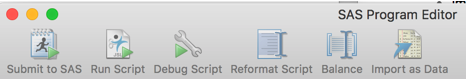 SAS Program Editor
Submit to SAS Run Script Debug Script Reformat Script Balance Import as Data